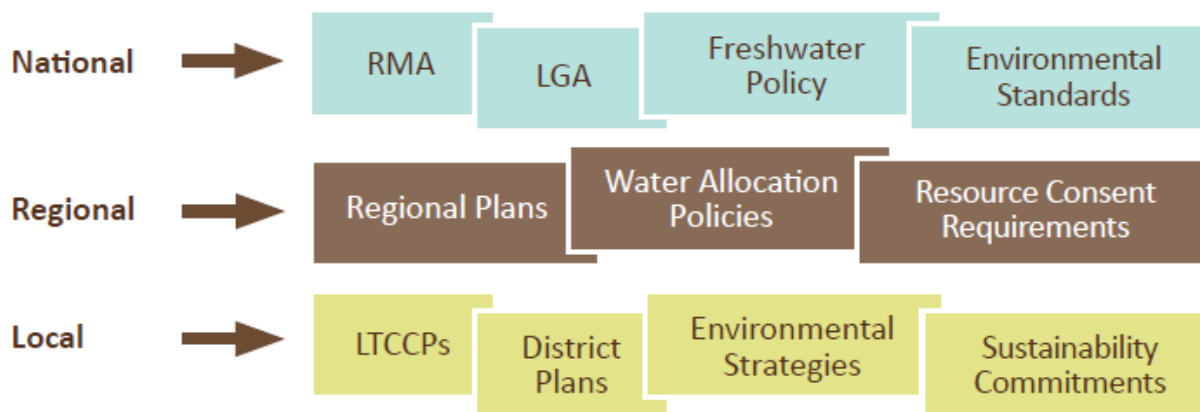 National
RMA
LGA
Freshwater
Policy
Environmental
Standards
Regional
Regional Plans
Water Allocation
Policies
Resource Consent
Requirements
Local
LTCCPs
District
Plans
Environmental
Strategies
Sustainability
Commitments